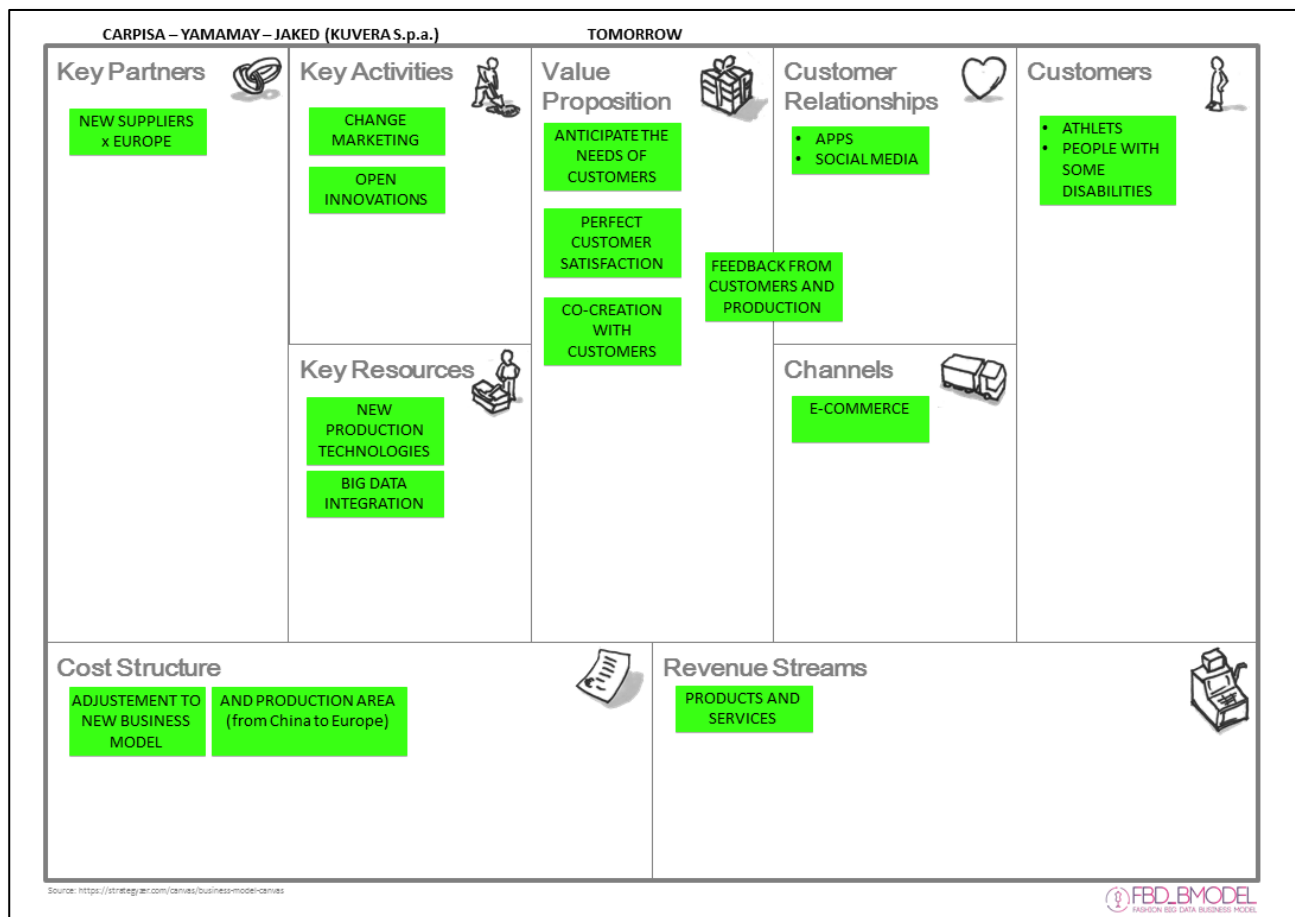 CARPISA – YAMAMAY – JAKED (KUVERA S.p.a.)
TOMORROW
Key Partners
NEW SUPPLIERS
x EUROPE
Key Activities
CHANGE
MARKETING
OPEN
INNOVATIONS
Key Resources
NEW
PRODUCTION
TECHNOLOGIES
BIG DATA
INTEGRATION
Value
Proposition
ANTICIPATE THE
NEEDS OF
CUSTOMERS
PERFECT
CUSTOMER
SATISFACTION
CO-CREATION
WITH
CUSTOMERS
FEEDBACK FROM
CUSTOMERS AND
PRODUCTION
Customer
Relationships
• APPS
• SOCIAL MEDIA
Channels
E-COMMERCE
Customers
• ATHLETS
• PEOPLE WITH
SOME
DISABILITIES
Cost Structure
ADJUSTEMENT TO
NEW BUSINESS
MODEL
AND PRODUCTION AREA
(from China to Europe)
Revenue Streams
PRODUCTS AND
SERVICES
Source: https://strategyzer.com/canvas/business-model-canvas
FBD_BMODEL
FASHION BIG DATA BUSINESS MODEL